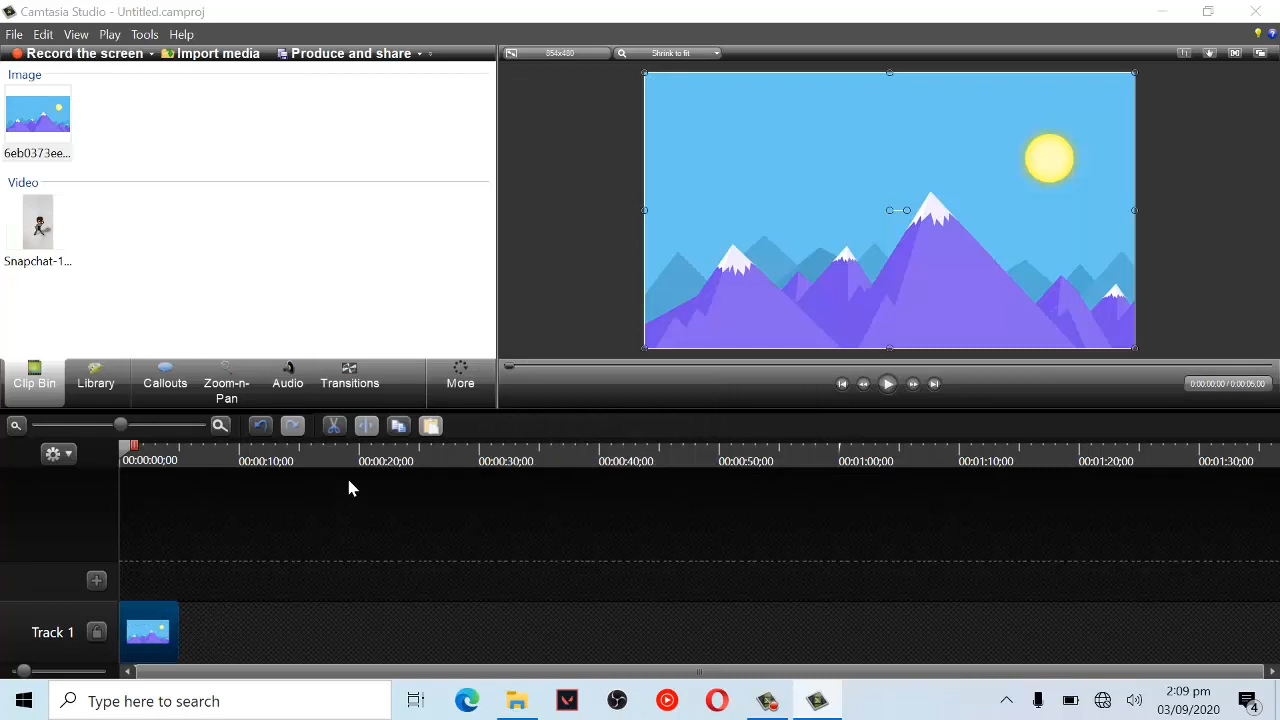 Camtasia Studio - Untitled.camproj
File Edit View Play Tools Help
Record the screen Import media Produce and share
854x480 Shrink to fit
Image
6eb0373ee...
Video
Snapchat-1...
Clip Bin Library Callouts Zoom-n-Pan Audio Transitions More
0:00:00;00 / 0:00:05;00
00:00:00;00 00:00:10;00 00:00:20;00 00:00:30;00 00:00:40;00 00:00:50;00 00:01:00;00 00:01:10;00 00:01:20;00 00:01:30;00
Track 1
Type here to search
2:09 pm
03/09/2020
4